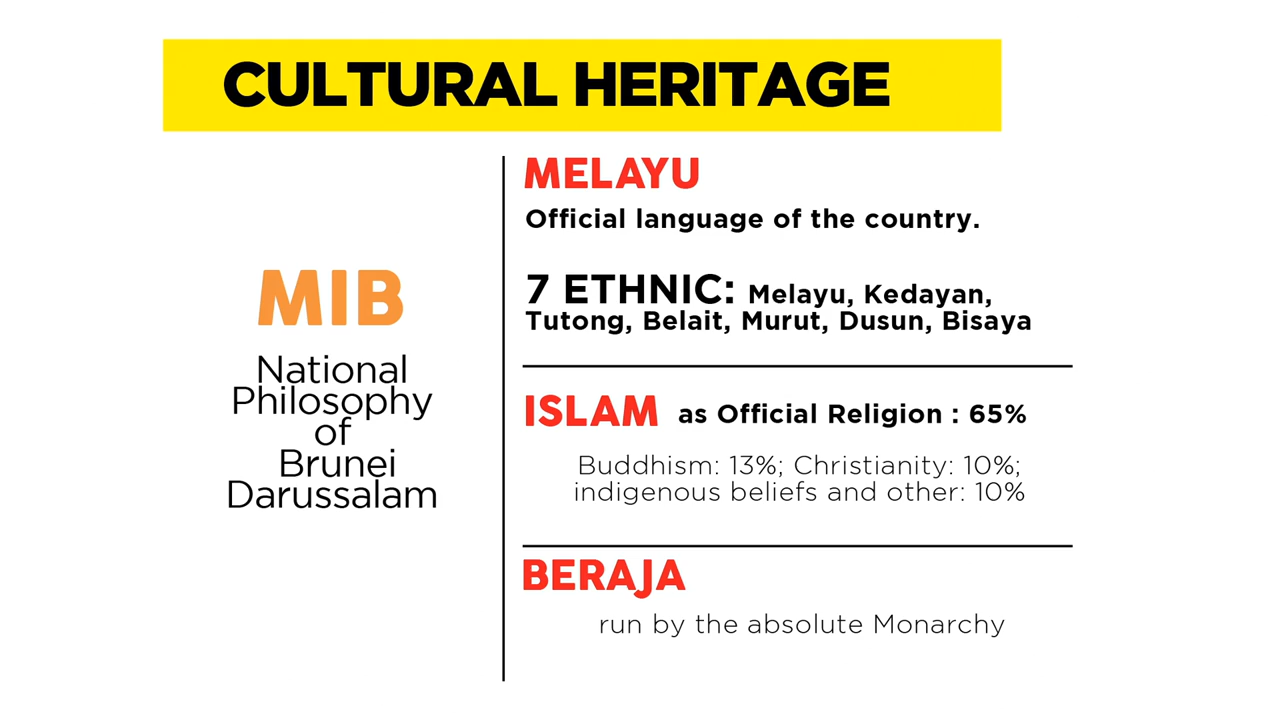 CULTURAL HERITAGE
MIB
National
Philosophy
of
Brunei
Darussalam
MELAYU
Official language of the country.
7 ETHNIC: Melayu, Kedayan,
Tutong, Belait, Murut, Dusun, Bisaya
ISLAM as Official Religion : 65%
Buddhism: 13%; Christianity: 10%;
indigenous beliefs and other: 10%
BERAJA
run by the absolute Monarchy